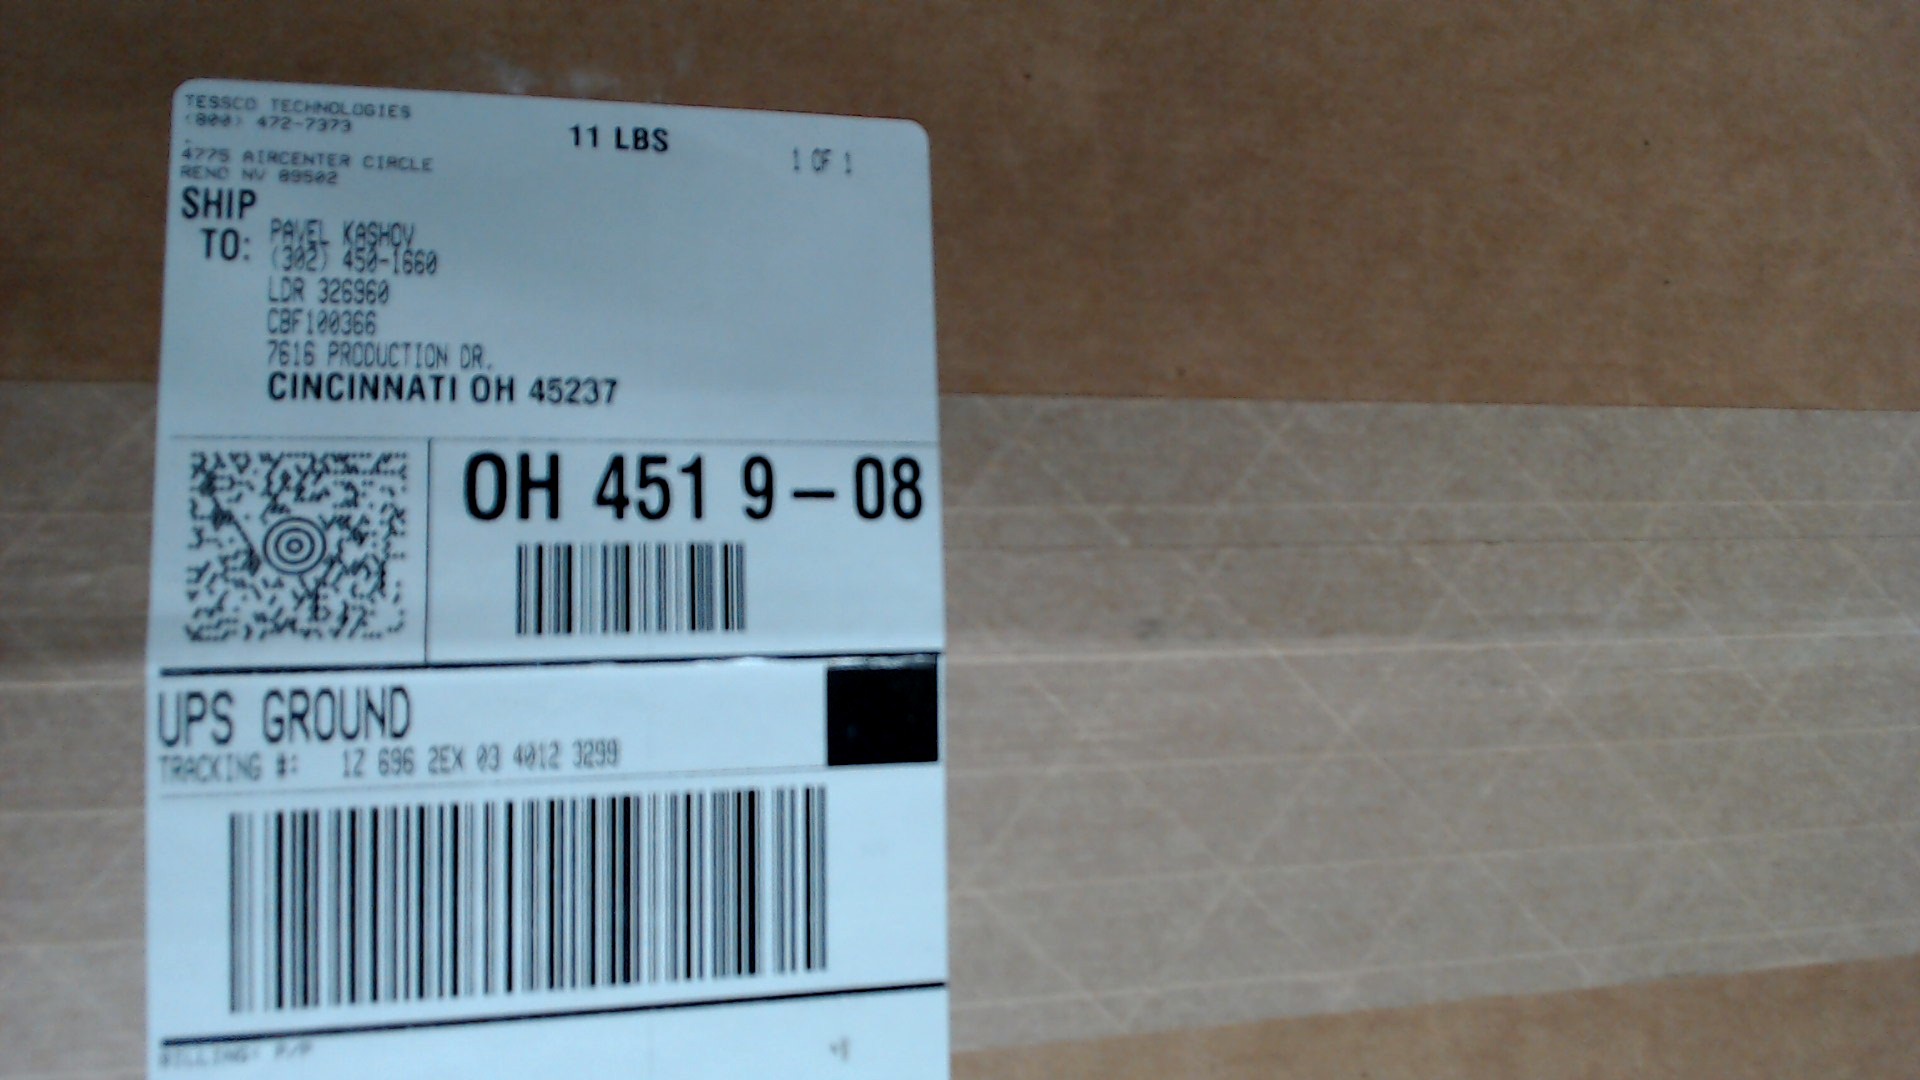 TESSCO TECHNOLOGIES
(800) 472-7373
.
4775 AIRCENTER CIRCLE
RENO NV 89502
11 LBS
1 OF 1
SHIP
TO:
PAVEL KASHOV
(302) 450-1660
LDR 326960
CBF100366
7616 PRODUCTION DR.
CINCINNATI OH 45237
OH 451 9-08
UPS GROUND
TRACKING #: 1Z 696 2EX 03 4012 3299
BILLING: P/P